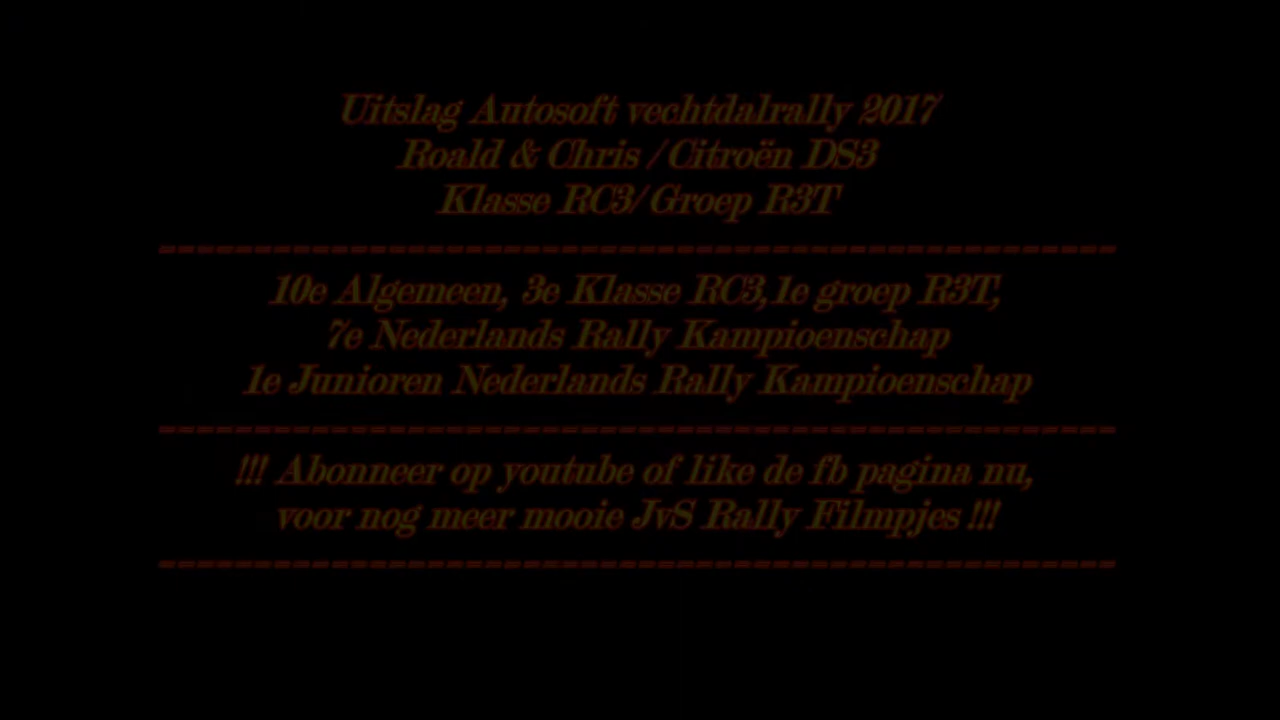 Uitslag Autosoft vechtdalrally 2017
Roald & Chris / Citroën DS3
Klasse RC3/ Groep R3T
==================================================
10e Algemeen, 3e Klasse RC3,1e groep R3T,
7e Nederlands Rally Kampioenschap
1e Junioren Nederlands Rally Kampioenschap
==================================================
!!! Abonneer op youtube of like de fb pagina nu,
voor nog meer mooie JvS Rally Filmpjes !!!
==================================================